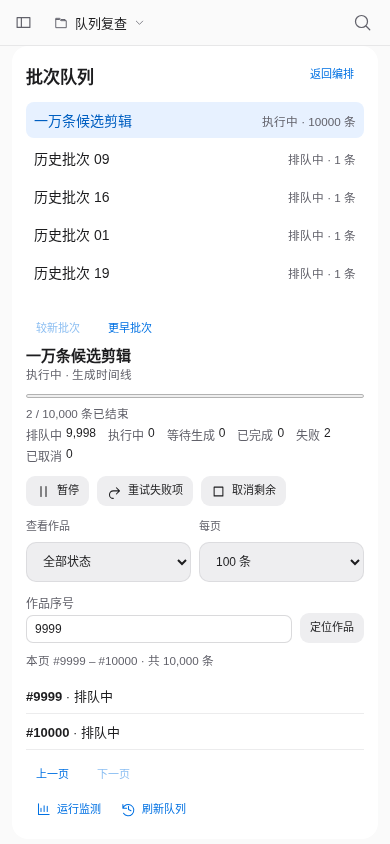 队列复查
批次队列 返回编排
一万条候选剪辑 执行中 · 10000 条
历史批次 09 排队中 · 1 条
历史批次 16 排队中 · 1 条
历史批次 01 排队中 · 1 条
历史批次 19 排队中 · 1 条
较新批次 更早批次
一万条候选剪辑
执行中 · 生成时间线
2 / 10,000 条已结束
排队中 9,998 执行中 0 等待生成 0 已完成 0 失败 2
已取消 0
暂停 重试失败项 取消剩余
查看作品 每页
全部状态 100 条
作品序号
9999 定位作品
本页 #9999 – #10000 · 共 10,000 条
#9999 · 排队中
#10000 · 排队中
上一页 下一页
运行监测 刷新队列